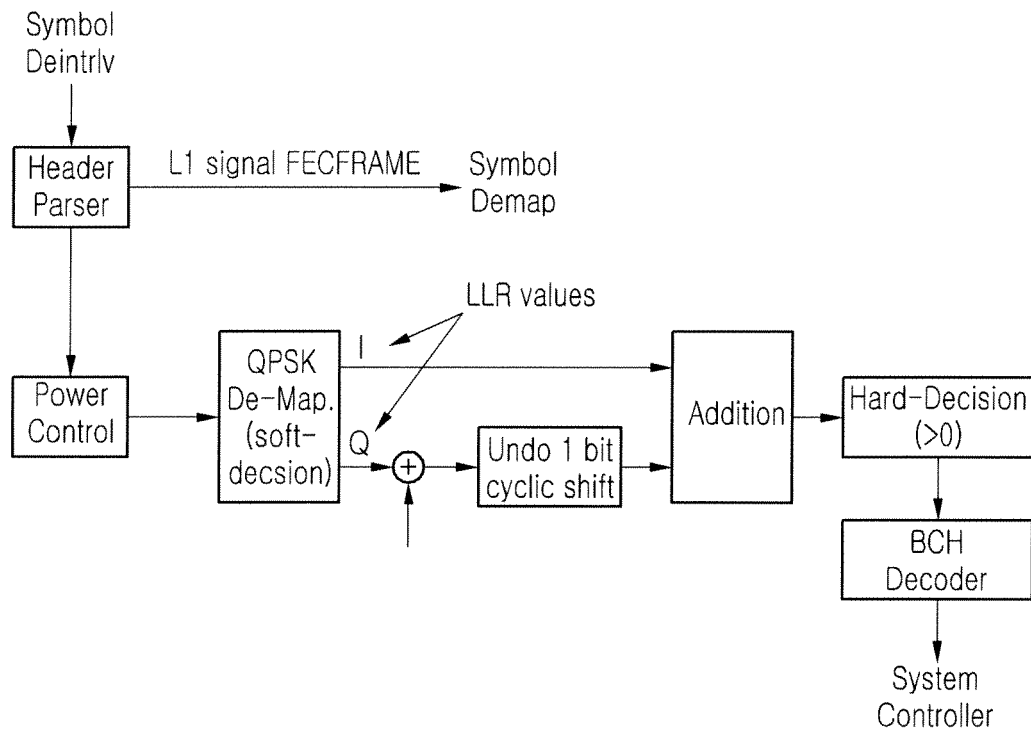 Symbol
Deintrlv
Header
Parser
L1 signal FECFRAME
Symbol
Demap
LLR values
Power
Control
QPSK
De-Map.
(soft-
decsion)
I
Q
Undo 1 bit
cyclic shift
Addition
Hard-Decision
(>0)
BCH
Decoder
System
Controller